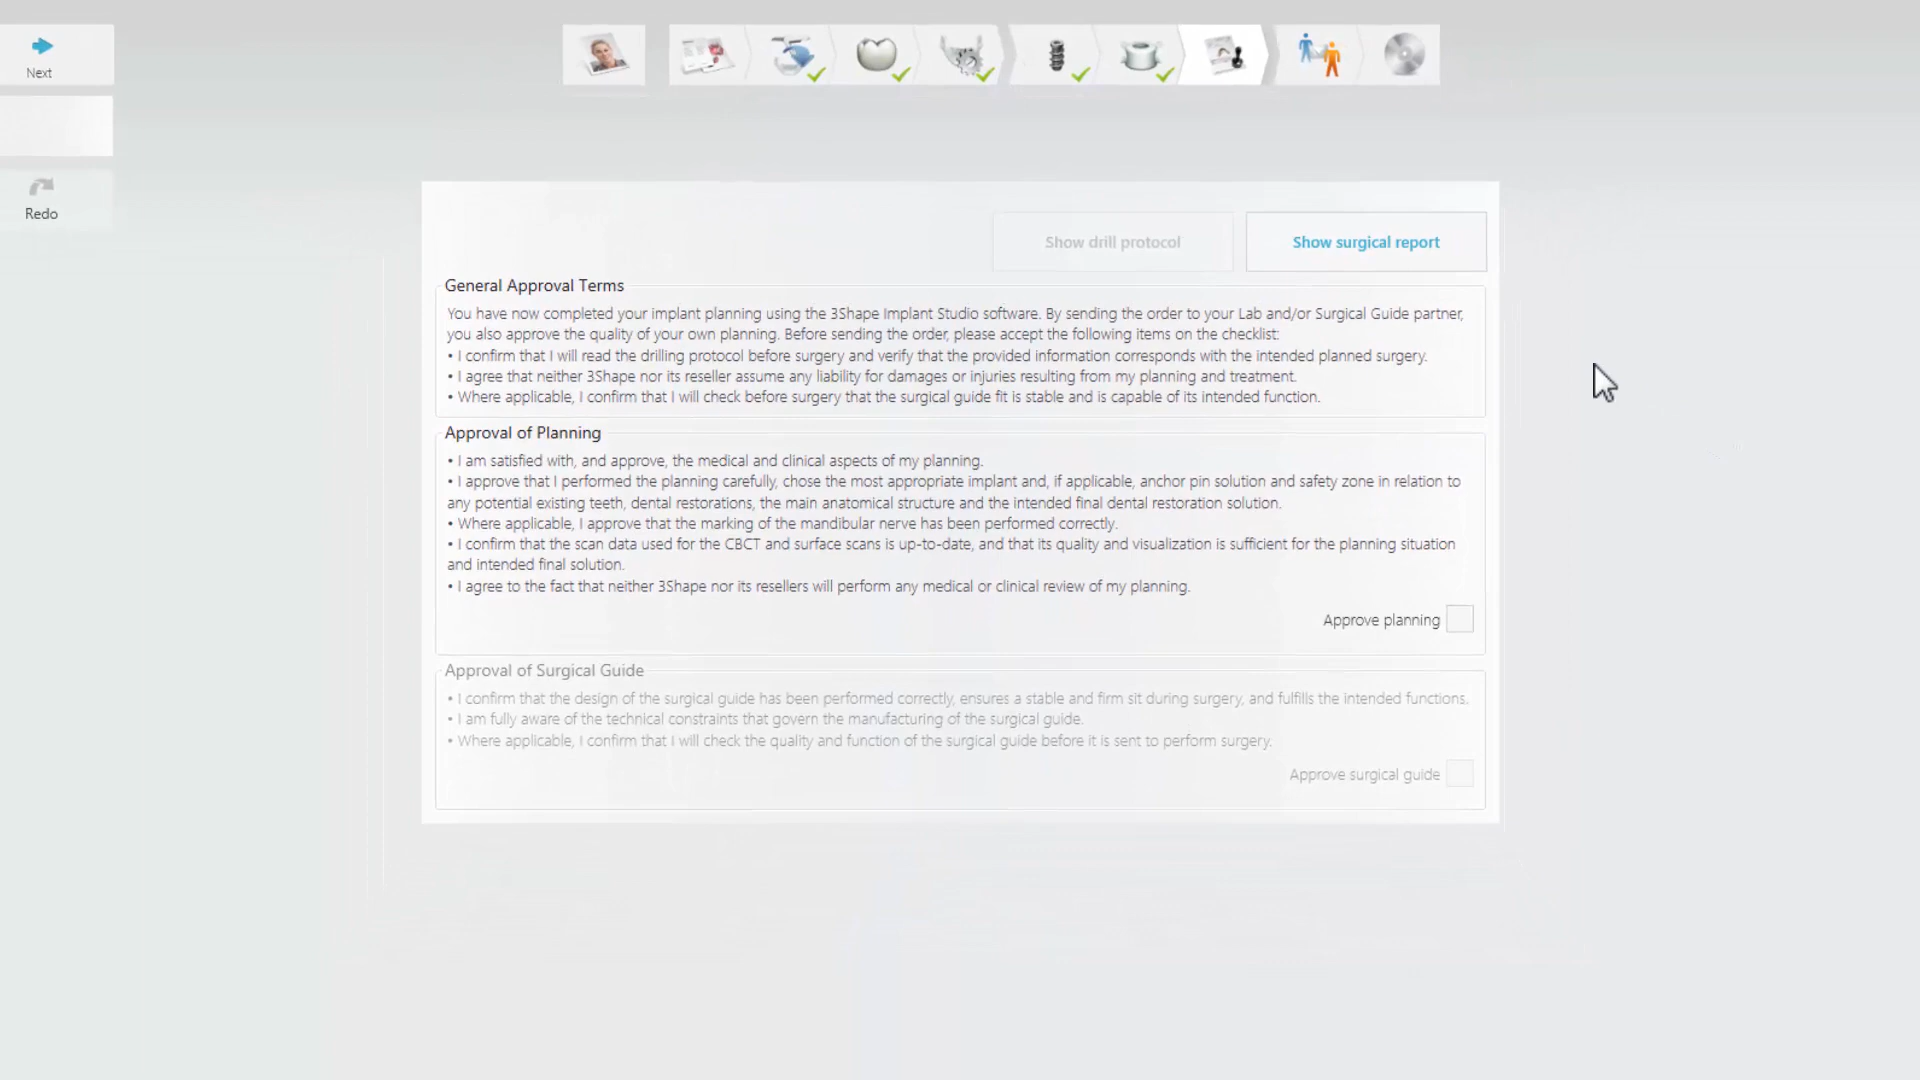 Next
Redo
Show drill protocol
Show surgical report
General Approval Terms
You have now completed your implant planning using the 3Shape Implant Studio software. By sending the order to your Lab and/or Surgical Guide partner,
you also approve the quality of your own planning. Before sending the order, please accept the following items on the checklist:
• I confirm that I will read the drilling protocol before surgery and verify that the provided information corresponds with the intended planned surgery.
• I agree that neither 3Shape nor its reseller assume any liability for damages or injuries resulting from my planning and treatment.
• Where applicable, I confirm that I will check before surgery that the surgical guide fit is stable and is capable of its intended function.
Approval of Planning
• I am satisfied with, and approve, the medical and clinical aspects of my planning.
• I approve that I performed the planning carefully, chose the most appropriate implant and, if applicable, anchor pin solution and safety zone in relation to
any potential existing teeth, dental restorations, the main anatomical structure and the intended final dental restoration solution.
• Where applicable, I approve that the marking of the mandibular nerve has been performed correctly.
• I confirm that the scan data used for the CBCT and surface scans is up-to-date, and that its quality and visualization is sufficient for the planning situation
and intended final solution.
• I agree to the fact that neither 3Shape nor its resellers will perform any medical or clinical review of my planning.
Approve planning
Approval of Surgical Guide
• I confirm that the design of the surgical guide has been performed correctly, ensures a stable and firm sit during surgery, and fulfills the intended functions.
• I am fully aware of the technical constraints that govern the manufacturing of the surgical guide.
• Where applicable, I confirm that I will check the quality and function of the surgical guide before it is sent to perform surgery.
Approve surgical guide